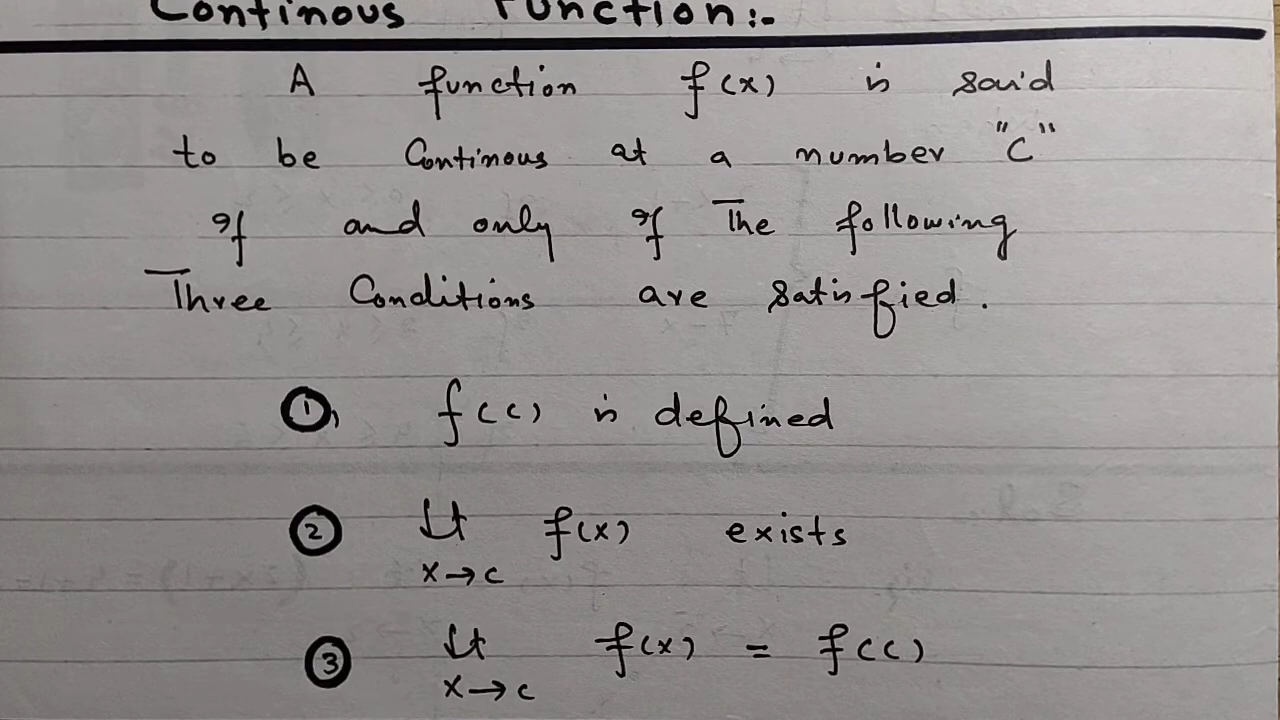 Continous Function:-
A function f(x) is said
to be Continous at a number "C"
if and only if The following
Three Conditions are satisfied.
① f(c) is defined
② Lt f(x) exists
x→c
③ Lt f(x) = f(c)
x→c